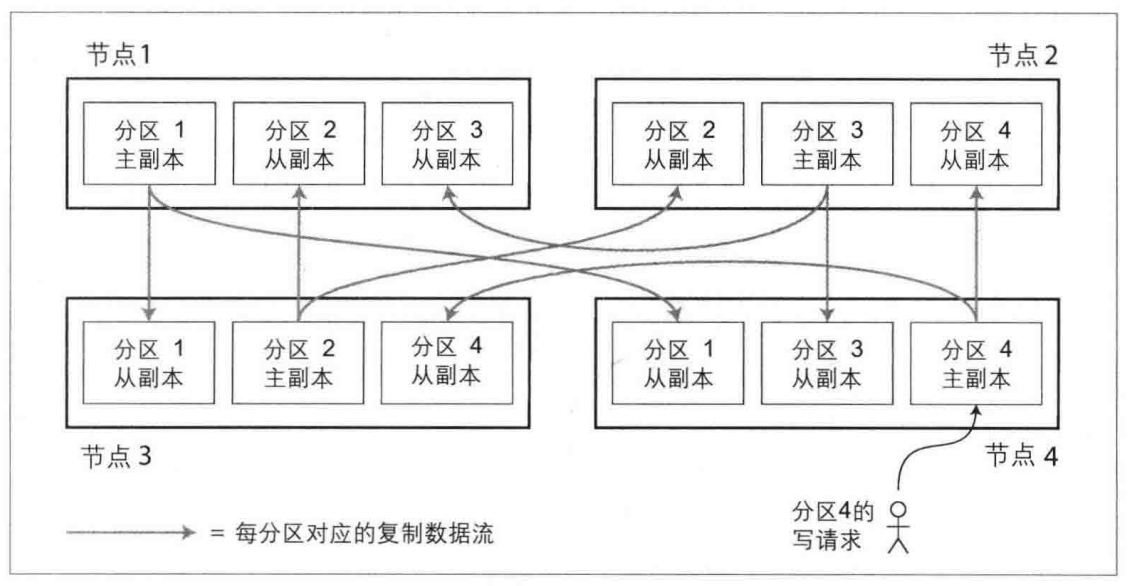 节点1
节点 2
分区 1
主副本
分区 2
从副本
分区 3
从副本
分区 2
从副本
分区 3
主副本
分区 4
从副本
分区 1
从副本
分区 2
主副本
分区 4
从副本
分区 1
从副本
分区 3
从副本
分区 4
主副本
节点 3
节点 4
= 每分区对应的复制数据流
分区4的
写请求